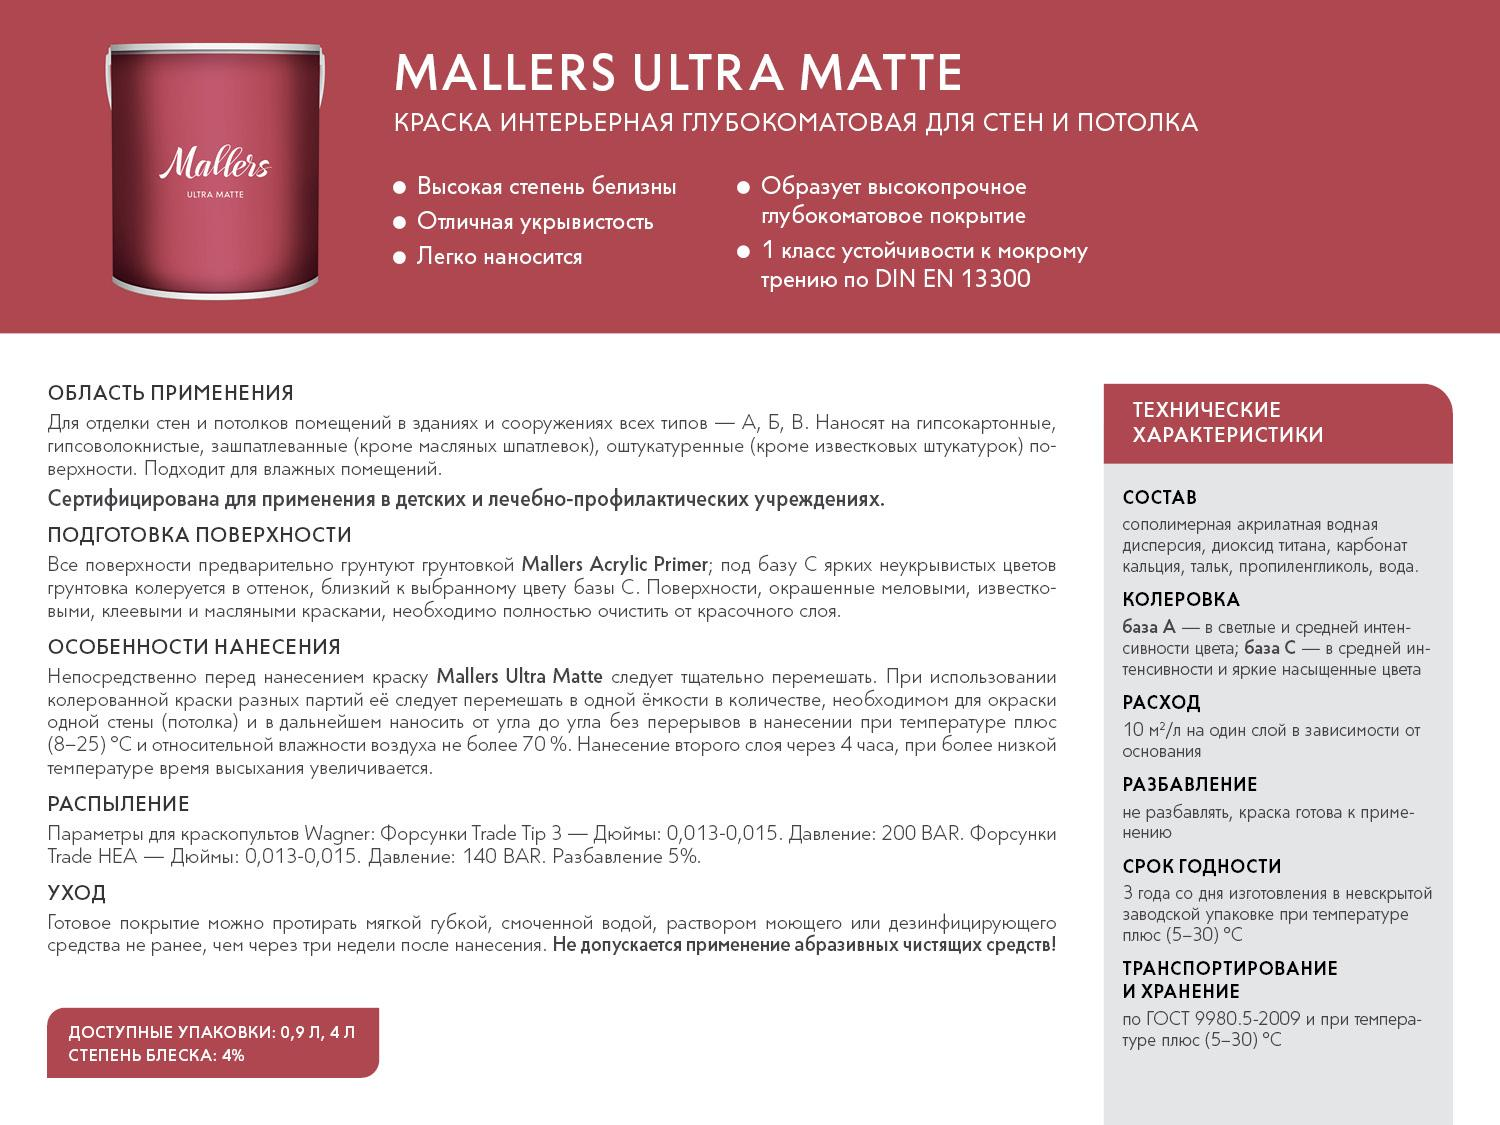 Mallers
ULTRA MATTE
MALLERS ULTRA MATTE
КРАСКА ИНТЕРЬЕРНАЯ ГЛУБОКОМАТОВАЯ ДЛЯ СТЕН И ПОТОЛКА
Высокая степень белизны
Отличная укрывистость
Легко наносится
Образует высокопрочное
глубокоматовое покрытие
1 класс устойчивости к мокрому
трению по DIN EN 13300
ОБЛАСТЬ ПРИМЕНЕНИЯ
Для отделки стен и потолков помещений в зданиях и сооружениях всех типов — А, Б, В. Наносят на гипсокартонные,
гипсоволокнистые, зашпатлеванные (кроме масляных шпатлевок), оштукатуренные (кроме известковых штукатурок) по-
верхности. Подходит для влажных помещений.
Сертифицирована для применения в детских и лечебно-профилактических учреждениях.
ПОДГОТОВКА ПОВЕРХНОСТИ
Все поверхности предварительно грунтуют грунтовкой Mallers Acrylic Primer; под базу С ярких неукрывистых цветов
грунтовка колеруется в оттенок, близкий к выбранному цвету базы С. Поверхности, окрашенные меловыми, известко-
выми, клеевыми и масляными красками, необходимо полностью очистить от красочного слоя.
ОСОБЕННОСТИ НАНЕСЕНИЯ
Непосредственно перед нанесением краску Mallers Ultra Matte следует тщательно перемешать. При использовании
колерованной краски разных партий её следует перемешать в одной ёмкости в количестве, необходимом для окраски
одной стены (потолка) и в дальнейшем наносить от угла до угла без перерывов в нанесении при температуре плюс
(8–25) °С и относительной влажности воздуха не более 70 %. Нанесение второго слоя через 4 часа, при более низкой
температуре время высыхания увеличивается.
РАСПЫЛЕНИЕ
Параметры для краскопультов Wagner: Форсунки Trade Tip 3 — Дюймы: 0,013-0,015. Давление: 200 BAR. Форсунки
Trade HEA — Дюймы: 0,013-0,015. Давление: 140 BAR. Разбавление 5%.
УХОД
Готовое покрытие можно протирать мягкой губкой, смоченной водой, раствором моющего или дезинфицирующего
средства не ранее, чем через три недели после нанесения. Не допускается применение абразивных чистящих средств!
ДОСТУПНЫЕ УПАКОВКИ: 0,9 Л, 4 Л
СТЕПЕНЬ БЛЕСКА: 4%
ТЕХНИЧЕСКИЕ
ХАРАКТЕРИСТИКИ
СОСТАВ
сополимерная акрилатная водная
дисперсия, диоксид титана, карбонат
кальция, тальк, пропиленгликоль, вода.
КОЛЕРОВКА
база А — в светлые и средней интен-
сивности цвета; база С — в средней ин-
тенсивности и яркие насыщенные цвета
РАСХОД
10 м²/л на один слой в зависимости от
основания
РАЗБАВЛЕНИЕ
не разбавлять, краска готова к приме-
нению
СРОК ГОДНОСТИ
3 года со дня изготовления в невскрытой
заводской упаковке при температуре
плюс (5–30) °С
ТРАНСПОРТИРОВАНИЕ
И ХРАНЕНИЕ
по ГОСТ 9980.5-2009 и при темпера-
туре плюс (5–30) °С